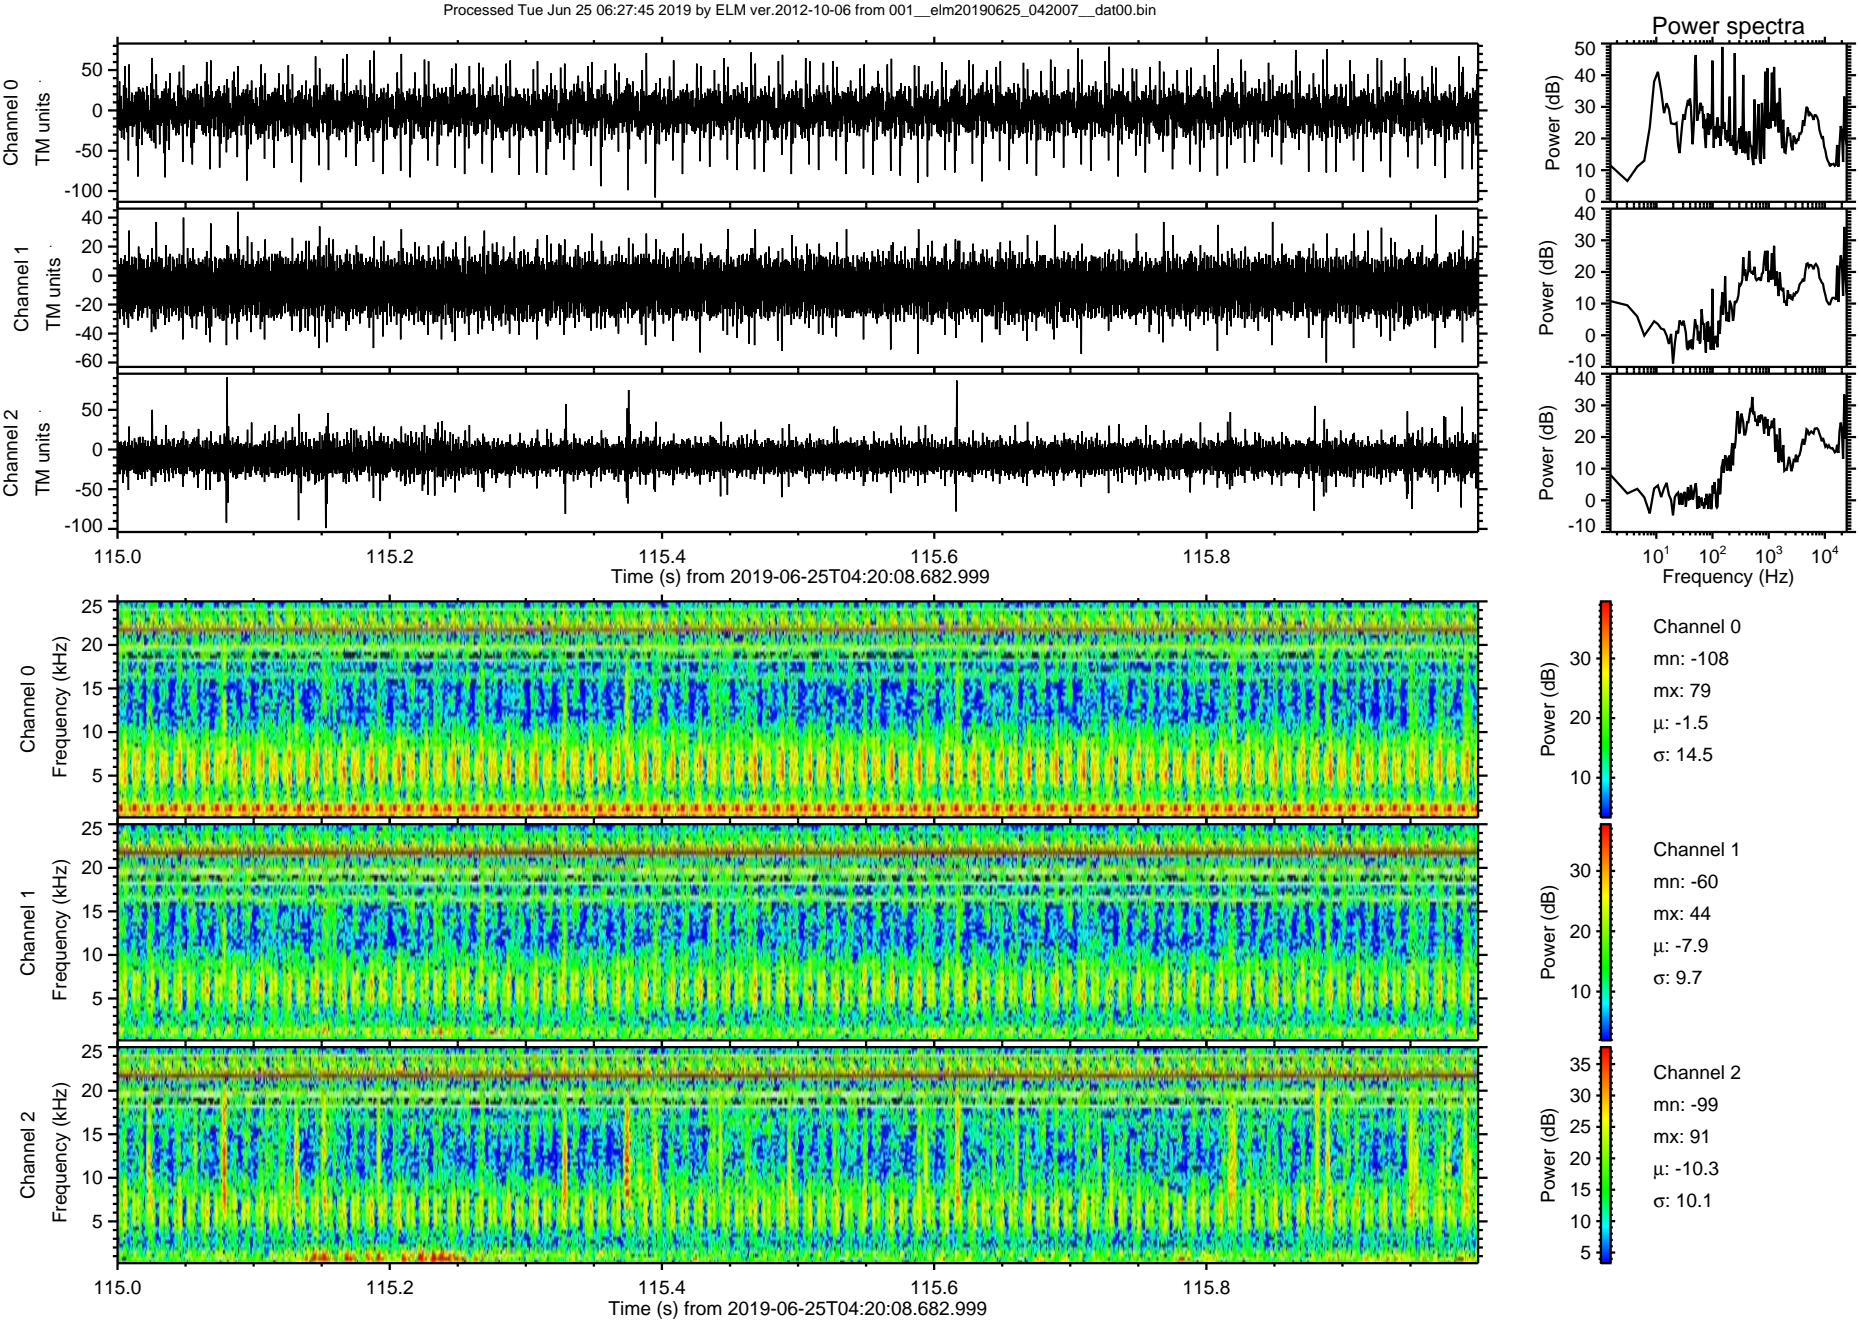 Processed Tue Jun 25 06:27:45 2019 by ELM ver.2012-10-06 from 001__elm20190625_042007__dat00.bin
Power spectra
Channel 0
TM units
50
0
-50
-100
Power (dB)
50
40
30
20
10
0
Channel 1
TM units
40
20
0
-20
-40
-60
Power (dB)
40
30
20
10
0
-10
Channel 2
TM units
50
0
-50
-100
Power (dB)
40
30
20
10
0
-10
115.0 115.2 115.4 115.6 115.8
Time (s) from 2019-06-25T04:20:08.682.999
10¹ 10² 10³ 10⁴
Frequency (Hz)
Channel 0
Frequency (kHz)
25
20
15
10
5
Power (dB)
30
20
10
Channel 0
mn: -108
mx: 79
μ: -1.5
σ: 14.5
Channel 1
Frequency (kHz)
25
20
15
10
5
Power (dB)
30
20
10
Channel 1
mn: -60
mx: 44
μ: -7.9
σ: 9.7
Channel 2
Frequency (kHz)
25
20
15
10
5
Power (dB)
35
30
25
20
15
10
5
Channel 2
mn: -99
mx: 91
μ: -10.3
σ: 10.1
115.0 115.2 115.4 115.6 115.8
Time (s) from 2019-06-25T04:20:08.682.999